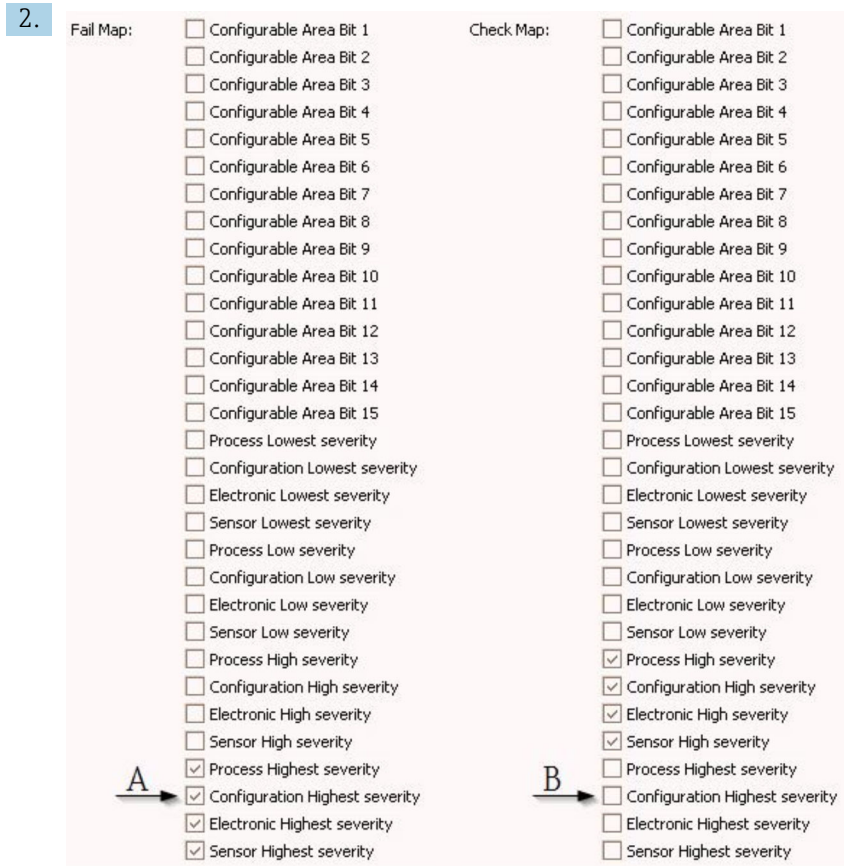 2.
Fail Map: Configurable Area Bit 1 Check Map: Configurable Area Bit 1
Configurable Area Bit 2 Configurable Area Bit 2
Configurable Area Bit 3 Configurable Area Bit 3
Configurable Area Bit 4 Configurable Area Bit 4
Configurable Area Bit 5 Configurable Area Bit 5
Configurable Area Bit 6 Configurable Area Bit 6
Configurable Area Bit 7 Configurable Area Bit 7
Configurable Area Bit 8 Configurable Area Bit 8
Configurable Area Bit 9 Configurable Area Bit 9
Configurable Area Bit 10 Configurable Area Bit 10
Configurable Area Bit 11 Configurable Area Bit 11
Configurable Area Bit 12 Configurable Area Bit 12
Configurable Area Bit 13 Configurable Area Bit 13
Configurable Area Bit 14 Configurable Area Bit 14
Configurable Area Bit 15 Configurable Area Bit 15
Process Lowest severity Process Lowest severity
Configuration Lowest severity Configuration Lowest severity
Electronic Lowest severity Electronic Lowest severity
Sensor Lowest severity Sensor Lowest severity
Process Low severity Process Low severity
Configuration Low severity Configuration Low severity
Electronic Low severity Electronic Low severity
Sensor Low severity Sensor Low severity
Process High severity Process High severity
Configuration High severity Configuration High severity
Electronic High severity Electronic High severity
Sensor High severity Sensor High severity
Process Highest severity Process Highest severity
A Configuration Highest severity B Configuration Highest severity
Electronic Highest severity Electronic Highest severity
Sensor Highest severity Sensor Highest severity